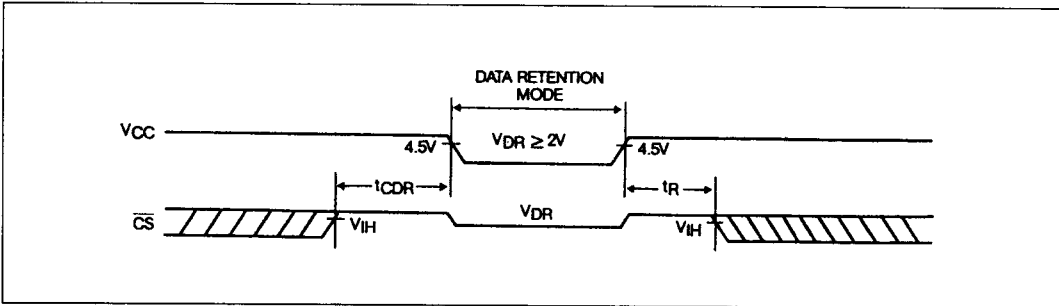 DATA RETENTION
MODE
VCC
4.5V
VDR ≥ 2V
4.5V
tCDR
tR
CS
VIH
VDR
VIH